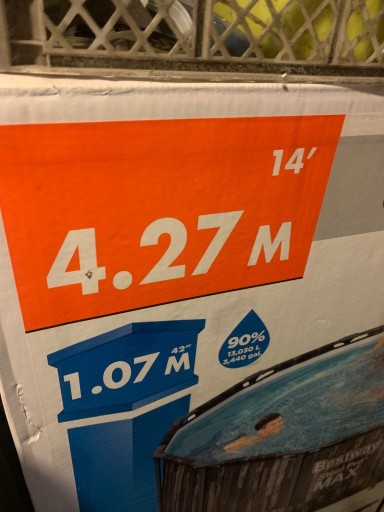 14'
4.27 M
42"
1.07 M
90%
13,030 L
3,440 gal.
Bestway
MAX